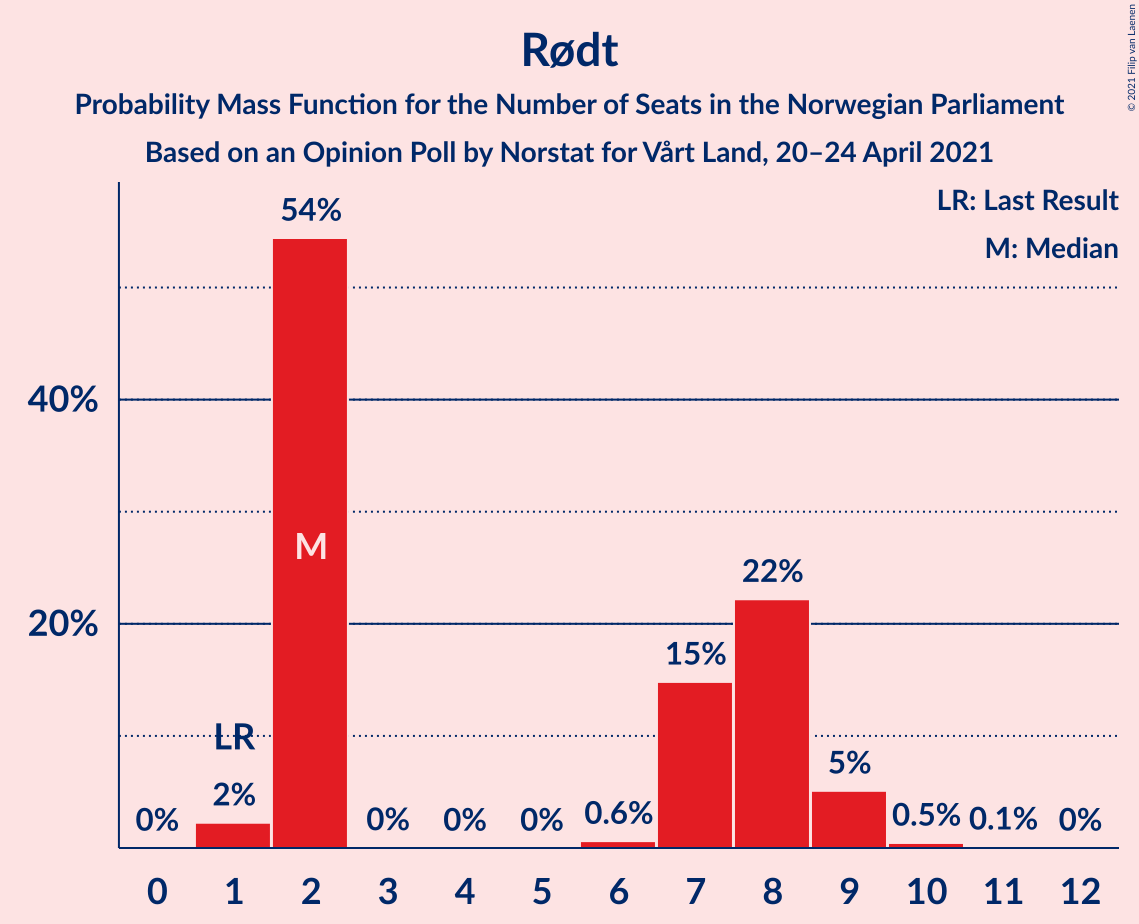 Rødt
Probability Mass Function for the Number of Seats in the Norwegian Parliament
Based on an Opinion Poll by Norstat for Vårt Land, 20–24 April 2021
© 2021 Filip van Laenen
LR: Last Result
M: Median
40%
20%
0%
LR
2%
54%
M
0%
0%
0%
0.6%
15%
22%
5%
0.5%
0.1%
0%
0 1 2 3 4 5 6 7 8 9 10 11 12